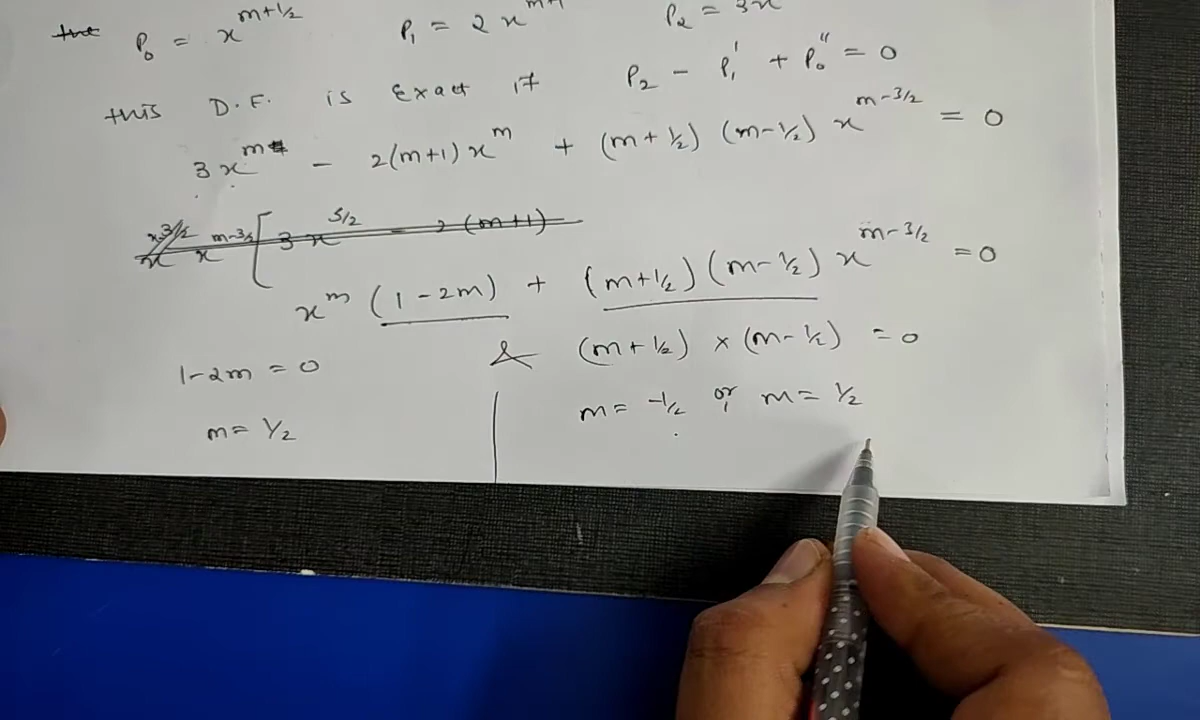 P₀ = x^{m+1/2} P₁ = 2x^{m+1} P₂ = 3x
this D.E. is Exact if P₂ - P₁' + P₀'' = 0
3x^m - 2(m+1)x^m + (m+1/2)(m-1/2)x^{m-3/2} = 0
x^m (1-2m) + (m+1/2)(m-1/2)x^{m-3/2} = 0
1-2m = 0 & (m+1/2) × (m-1/2) = 0
m = 1/2 m = -1/2 or m = 1/2